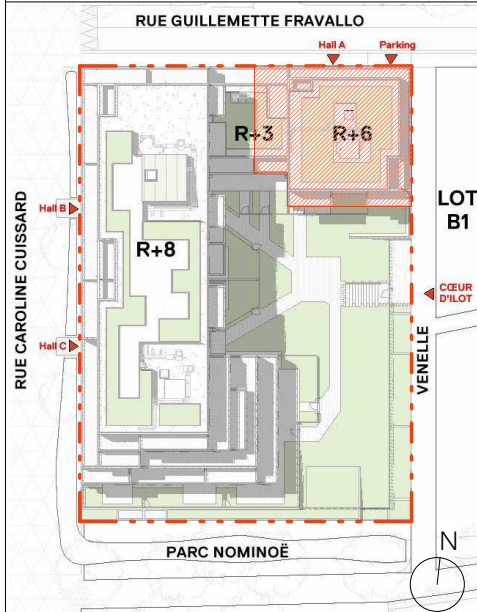 RUE GUILLEMETTE FRAVALLO
Hall A
Parking
R+3
R+6
LOT
B1
Hall B
R+8
RUE CAROLINE CUISSARD
CŒUR
D'ILOT
Hall C
VENELLE
PARC NOMINOË
N